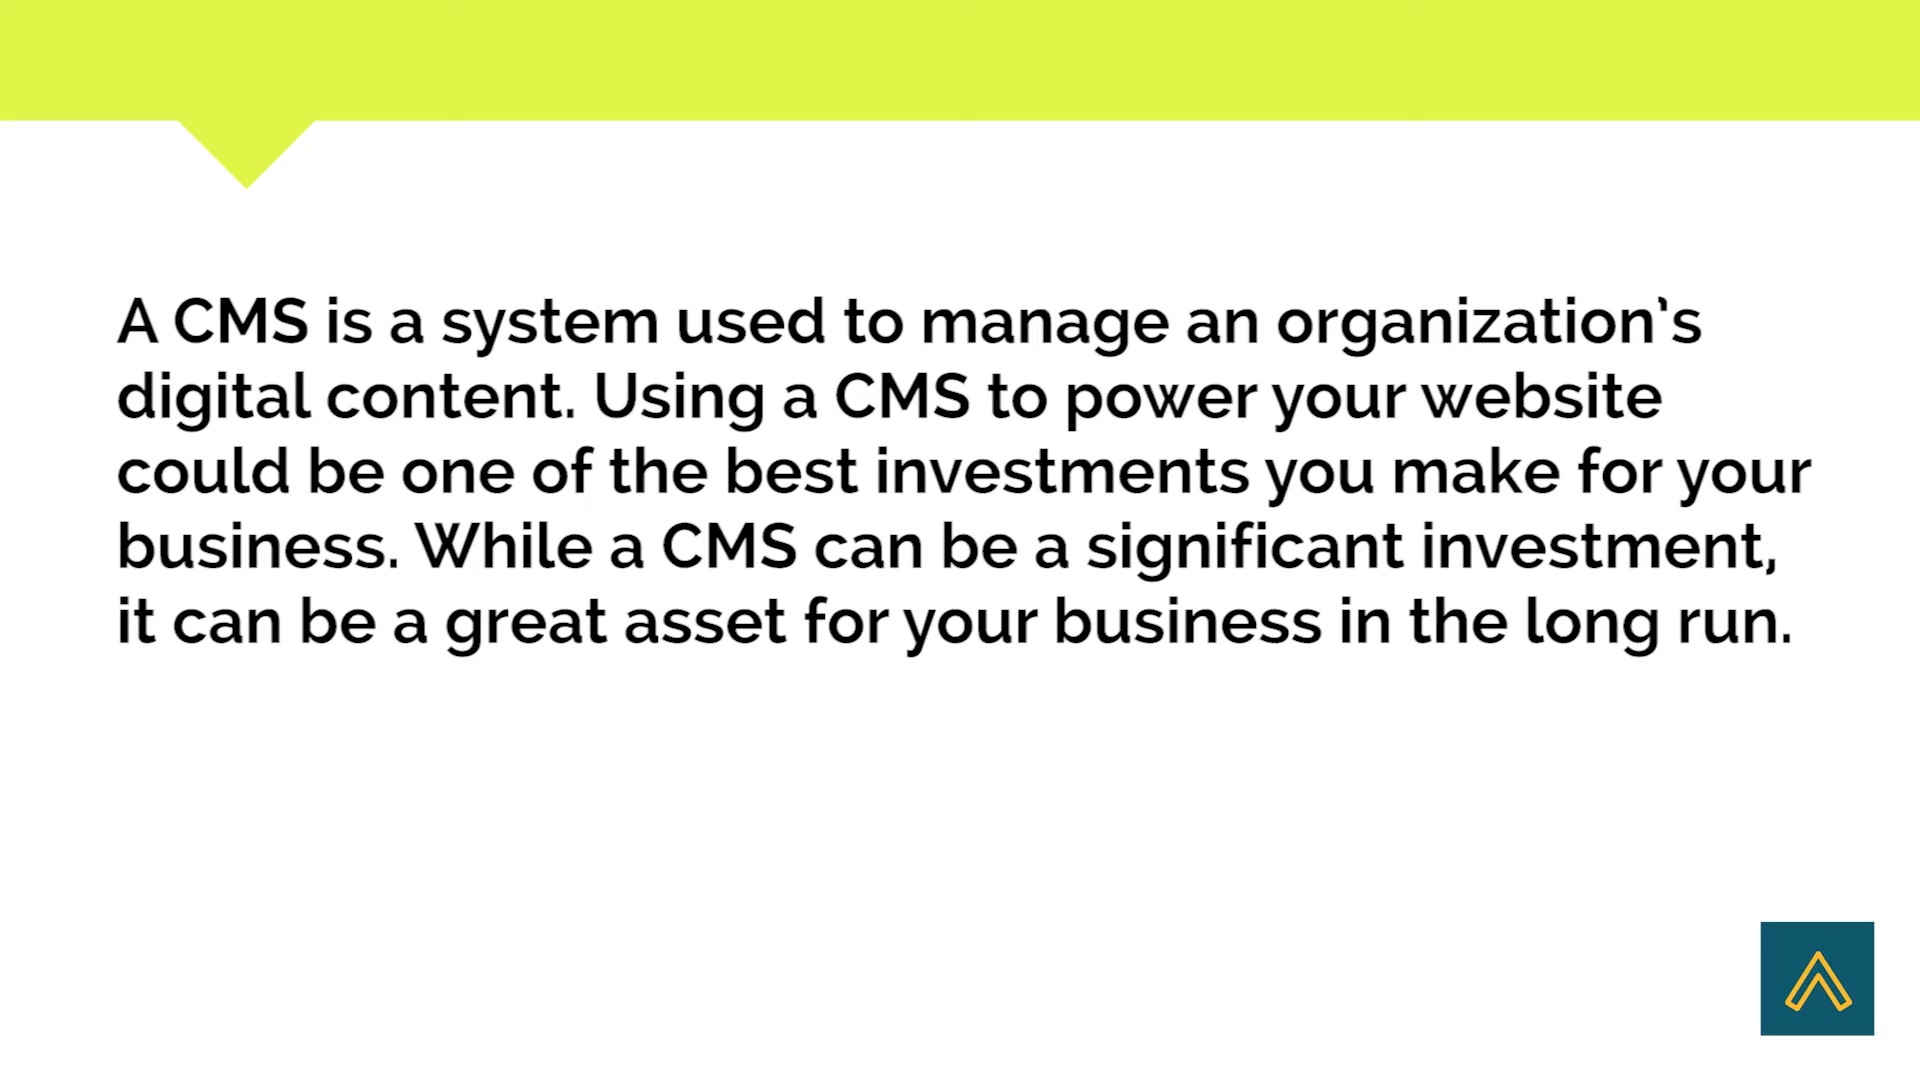 A CMS is a system used to manage an organization’s
digital content. Using a CMS to power your website
could be one of the best investments you make for your
business. While a CMS can be a significant investment,
it can be a great asset for your business in the long run.